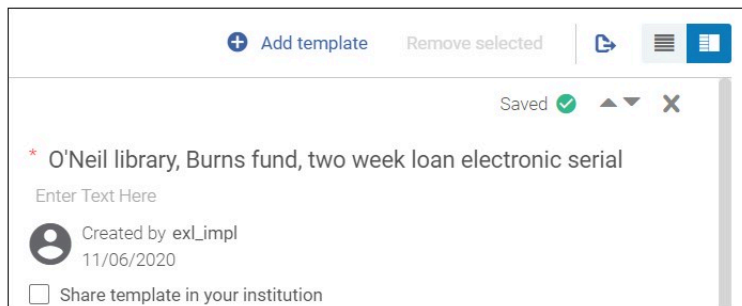 Add template Remove selected
Saved
* O'Neil library, Burns fund, two week loan electronic serial
Enter Text Here
Created by exl_impl
11/06/2020
Share template in your institution